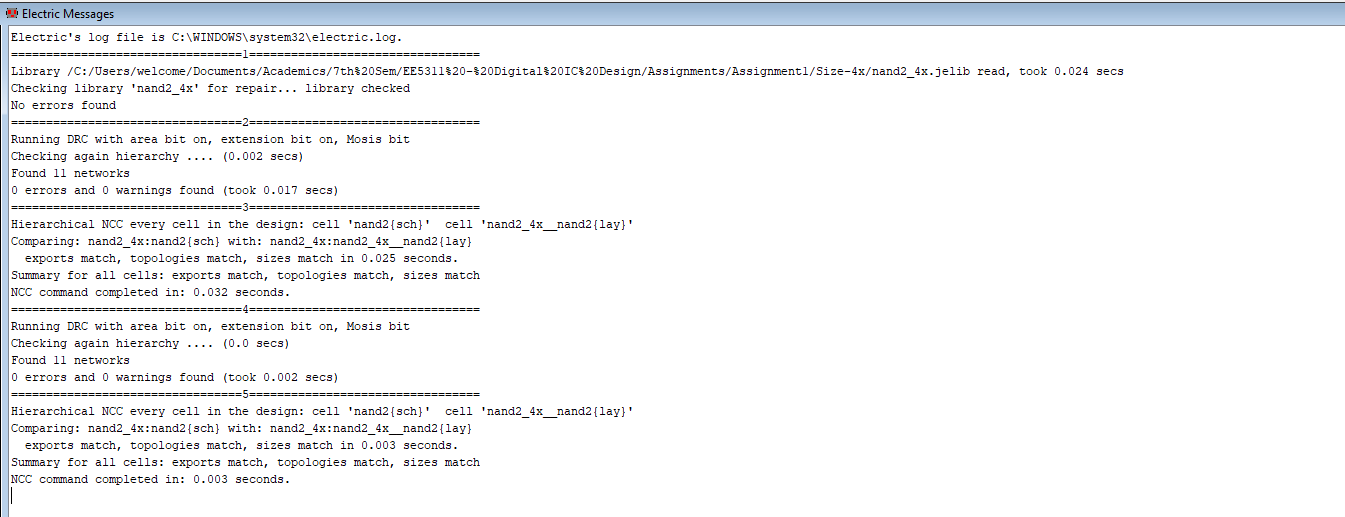 Electric Messages
Electric's log file is C:\WINDOWS\system32\electric.log.
=================================1=================================
Library /C:/Users/welcome/Documents/Academics/7th%20Sem/EE5311%20-%20Digital%20IC%20Design/Assignments/Assignment1/Size-4x/nand2_4x.jelib read, took 0.024 secs
Checking library 'nand2_4x' for repair... library checked
No errors found
=================================2=================================
Running DRC with area bit on, extension bit on, Mosis bit
Checking again hierarchy .... (0.002 secs)
Found 11 networks
0 errors and 0 warnings found (took 0.017 secs)
=================================3=================================
Hierarchical NCC every cell in the design: cell 'nand2{sch}'  cell 'nand2_4x__nand2{lay}'
Comparing: nand2_4x:nand2{sch} with: nand2_4x:nand2_4x__nand2{lay}
  exports match, topologies match, sizes match in 0.025 seconds.
Summary for all cells: exports match, topologies match, sizes match
NCC command completed in: 0.032 seconds.
=================================4=================================
Running DRC with area bit on, extension bit on, Mosis bit
Checking again hierarchy .... (0.0 secs)
Found 11 networks
0 errors and 0 warnings found (took 0.002 secs)
=================================5=================================
Hierarchical NCC every cell in the design: cell 'nand2{sch}'  cell 'nand2_4x__nand2{lay}'
Comparing: nand2_4x:nand2{sch} with: nand2_4x:nand2_4x__nand2{lay}
  exports match, topologies match, sizes match in 0.003 seconds.
Summary for all cells: exports match, topologies match, sizes match
NCC command completed in: 0.003 seconds.